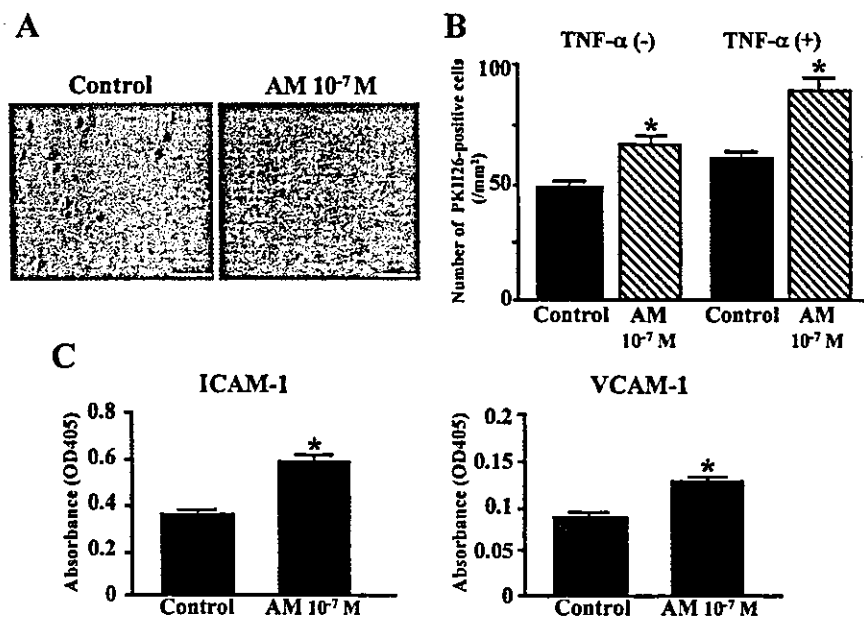 A
Control
AM 10⁻⁷ M
B
TNF-α (-)
TNF-α (+)
Number of PKH26-positive cells
(/mm²)
100
50
0
*
*
Control
AM
10⁻⁷ M
Control
AM
10⁻⁷ M
C
ICAM-1
Absorbance (OD405)
0.8
0.6
0.4
0.2
0
*
Control
AM 10⁻⁷ M
VCAM-1
Absorbance (OD405)
0.2
0.15
0.1
0.05
0
*
Control
AM 10⁻⁷ M